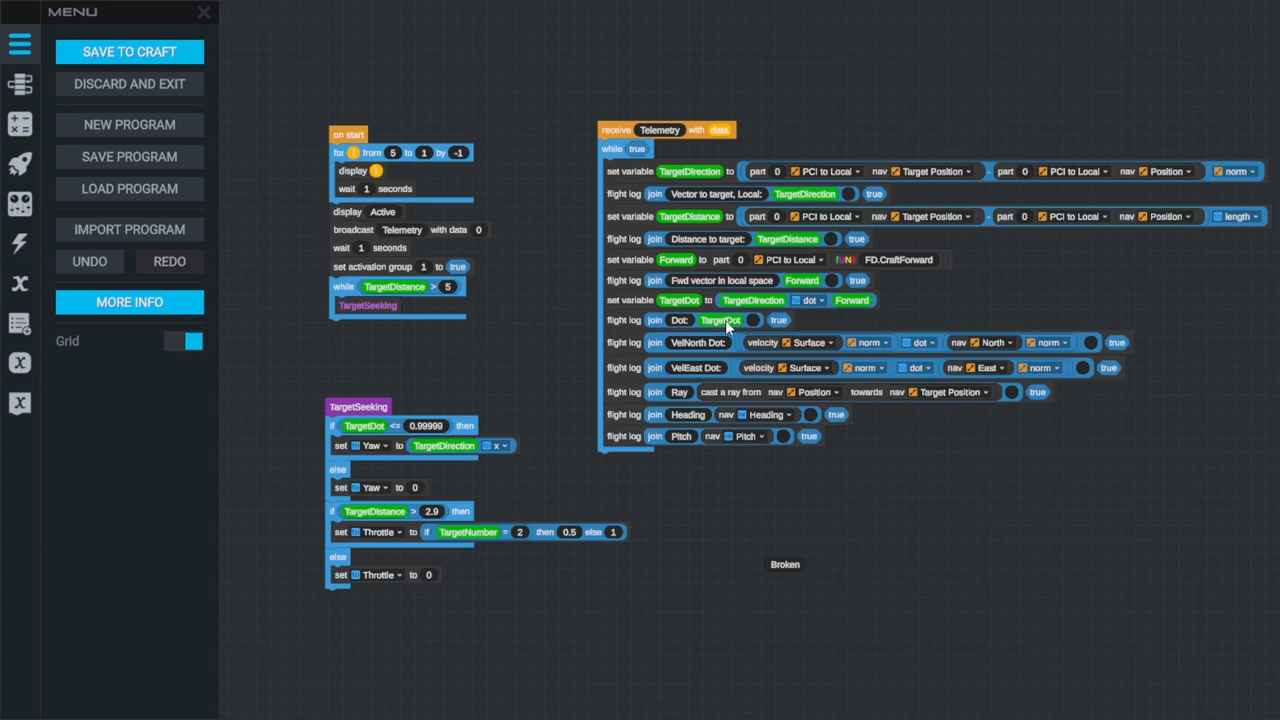 MENU
SAVE TO CRAFT
DISCARD AND EXIT
NEW PROGRAM
SAVE PROGRAM
LOAD PROGRAM
IMPORT PROGRAM
UNDO REDO
MORE INFO
Grid
on start
for i from 5 to 1 by -1
display i
wait 1 seconds
display Active
broadcast Telemetry with data 0
wait 1 seconds
set activation group 1 to true
while TargetDistance > 5
TargetSeeking
TargetSeeking
if TargetDot <= 0.99999 then
set Yaw to TargetDirection x
else
set Yaw to 0
if TargetDistance > 2.9 then
set Throttle to if TargetNumber = 2 then 0.5 else 1
else
set Throttle to 0
receive Telemetry with data
while true
set variable TargetDirection to part 0 PCI to Local nav Target Position - part 0 PCI to Local nav Position norm
flight log join Vector to target, Local: TargetDirection true
set variable TargetDistance to part 0 PCI to Local nav Target Position - part 0 PCI to Local nav Position length
flight log join Distance to target: TargetDistance true
set variable Forward to part 0 PCI to Local FUNK FD.CraftForward
flight log join Fwd vector in local space Forward true
set variable TargetDot to TargetDirection dot Forward
flight log join Dot: TargetDot true
flight log join VelNorth Dot: velocity Surface norm dot nav North norm true
flight log join VelEast Dot: velocity Surface norm dot nav East norm true
flight log join Ray cast a ray from nav Position towards nav Target Position true
flight log join Heading nav Heading true
flight log join Pitch nav Pitch true
Broken